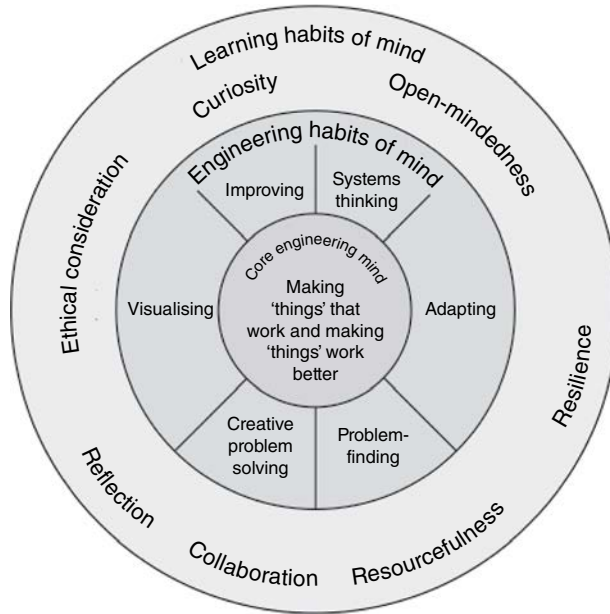 Learning habits of mind
Curiosity
Open-mindedness
Ethical consideration
Resilience
Reflection
Collaboration
Resourcefulness
Engineering habits of mind
Improving
Systems
thinking
Visualising
Adapting
Creative
problem
solving
Problem-
finding
Core engineering mind
Making
‘things’ that
work and making
‘things’ work
better